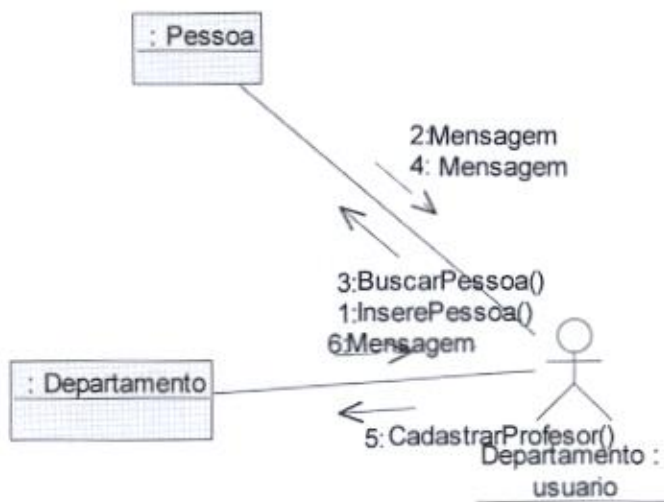 : Pessoa
2:Mensagem
4: Mensagem
3:BuscarPessoa()
1:InserePessoa()
6:Mensagem
: Departamento
5: CadastrarProfesor()
Departamento :
usuario